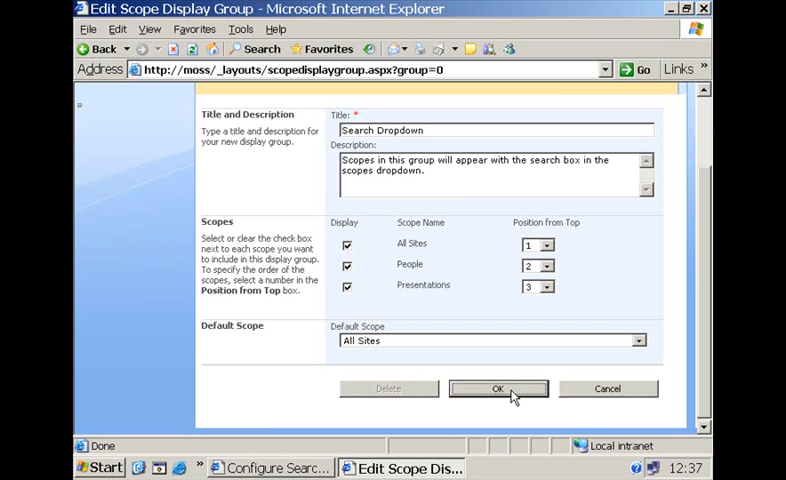 Edit Scope Display Group - Microsoft Internet Explorer
File Edit View Favorites Tools Help
Back Search Favorites
Address http://moss/_layouts/scopedisplaygroup.aspx?group=0 Go Links »
Title and Description
Type a title and description for
your new display group.
Title: *
Search Dropdown
Description:
Scopes in this group will appear with the search box in the
scopes dropdown.
Scopes
Select or clear the check box
next to each scope you want
to include in this display group.
To specify the order of the
scopes, select a number in the
Position from Top box.
Display Scope Name Position from Top
All Sites 1
People 2
Presentations 3
Default Scope
Default Scope
All Sites
Delete OK Cancel
Done Local intranet
Start » Configure Searc... Edit Scope Dis... 12:37